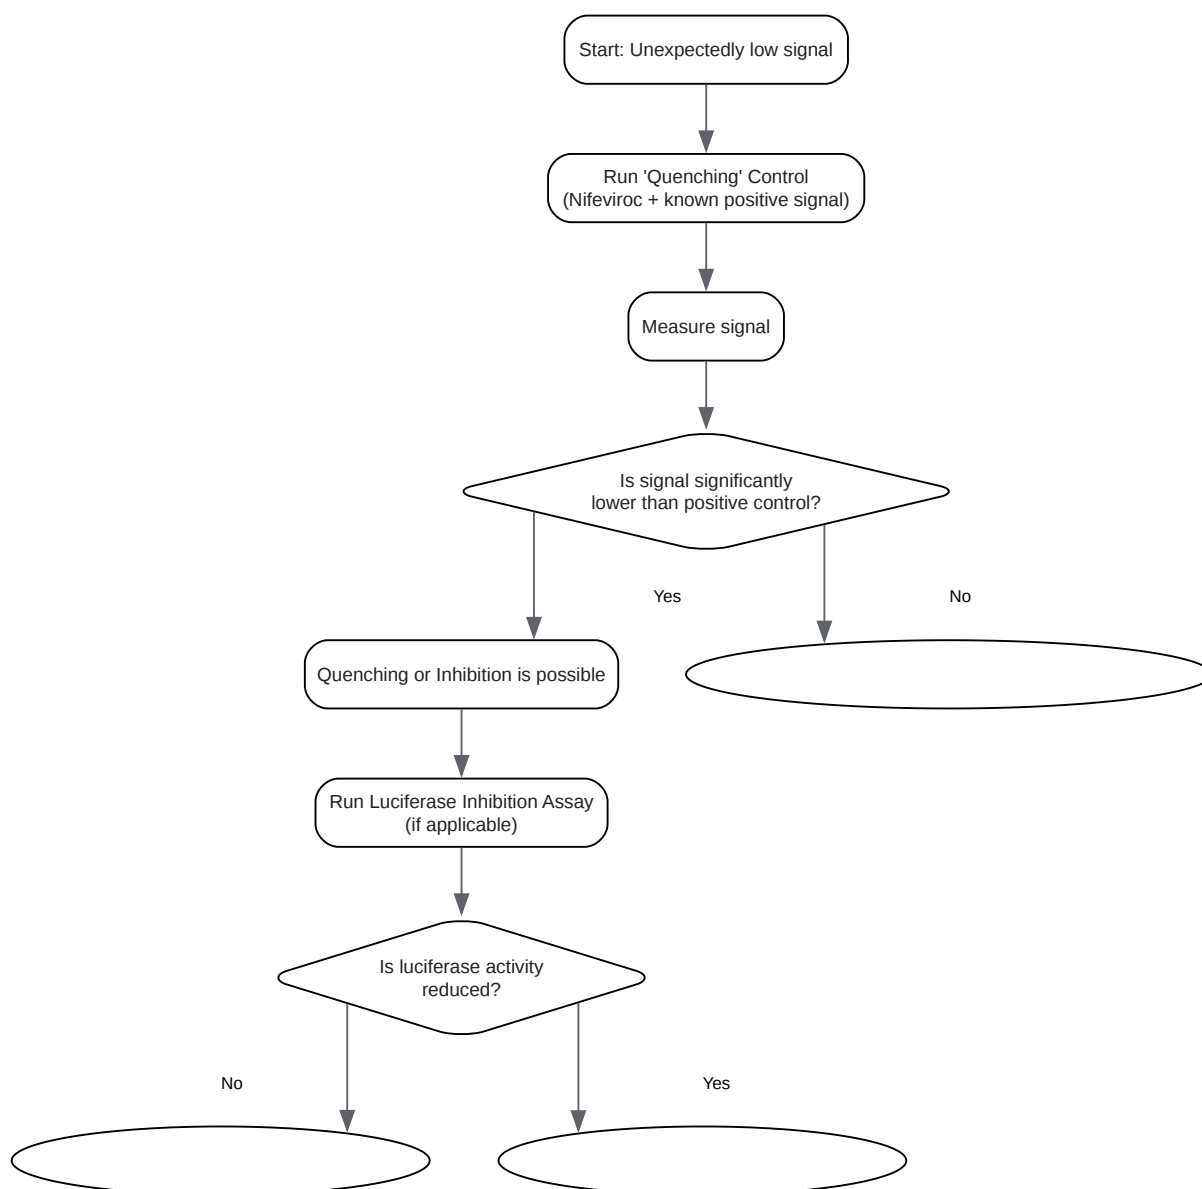 Start: Unexpectedly low signal
Run 'Quenching' Control
(Nifeviroc + known positive signal)
Measure signal
Is signal significantly
lower than positive control?
Yes
No
Quenching or Inhibition is possible
Run Luciferase Inhibition Assay
(if applicable)
Is luciferase activity
reduced?
No
Yes